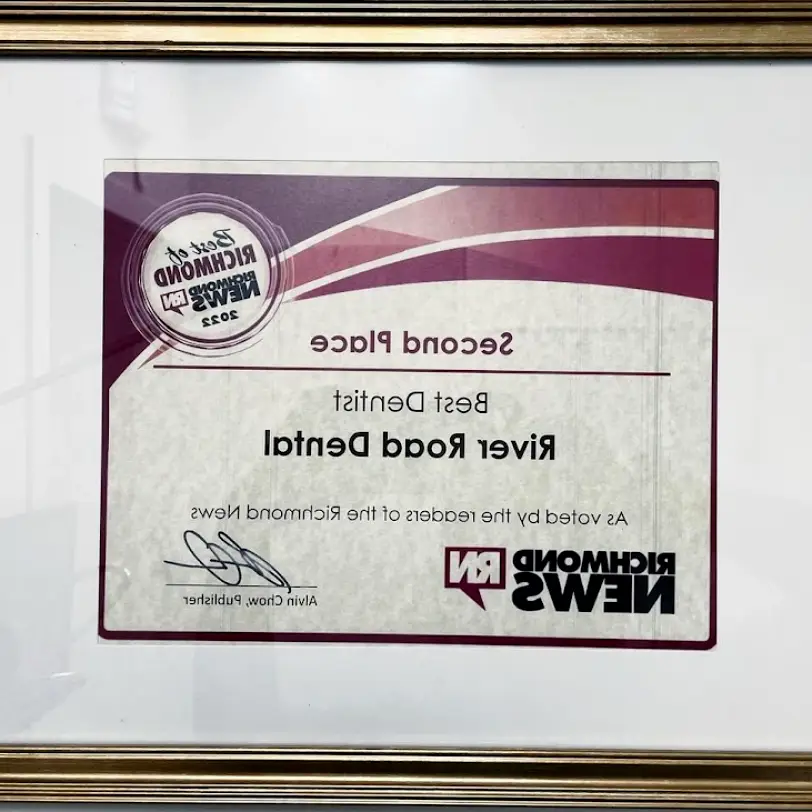 Best of
RICHMOND
RICHMOND
NEWS RN
2022
Second Place
Best Dentist
River Road Dental
As voted by the readers of the Richmond News
RICHMOND
NEWS RN
Alvin Chow, Publisher